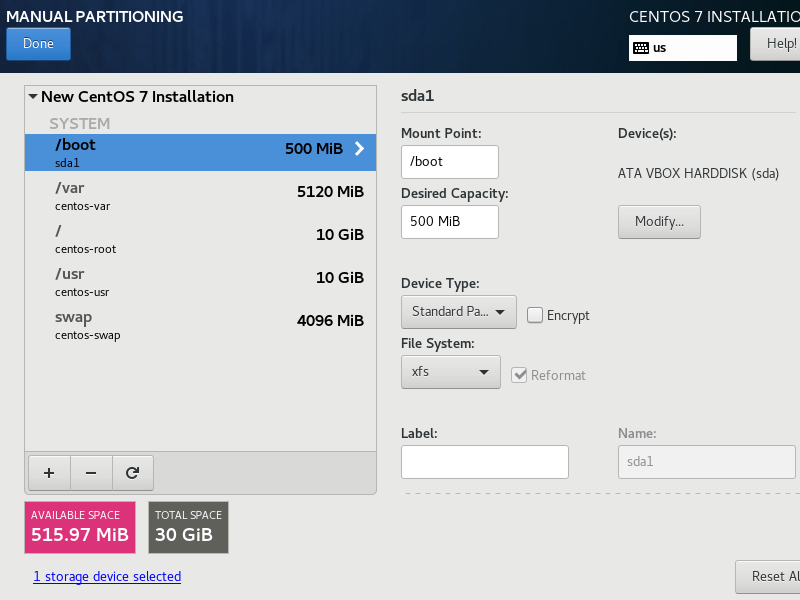 MANUAL PARTITIONING
CENTOS 7 INSTALLATIO
Done
us
Help!
New CentOS 7 Installation
SYSTEM
/boot
500 MiB
sda1
/var
5120 MiB
centos-var
/
10 GiB
centos-root
/usr
10 GiB
centos-usr
swap
4096 MiB
centos-swap
+ −
AVAILABLE SPACE
515.97 MiB
TOTAL SPACE
30 GiB
1 storage device selected
sda1
Mount Point:
/boot
Device(s):
ATA VBOX HARDDISK (sda)
Desired Capacity:
500 MiB
Modify...
Device Type:
Standard Pa...
Encrypt
File System:
xfs
Reformat
Label:
Name:
sda1
Reset Al